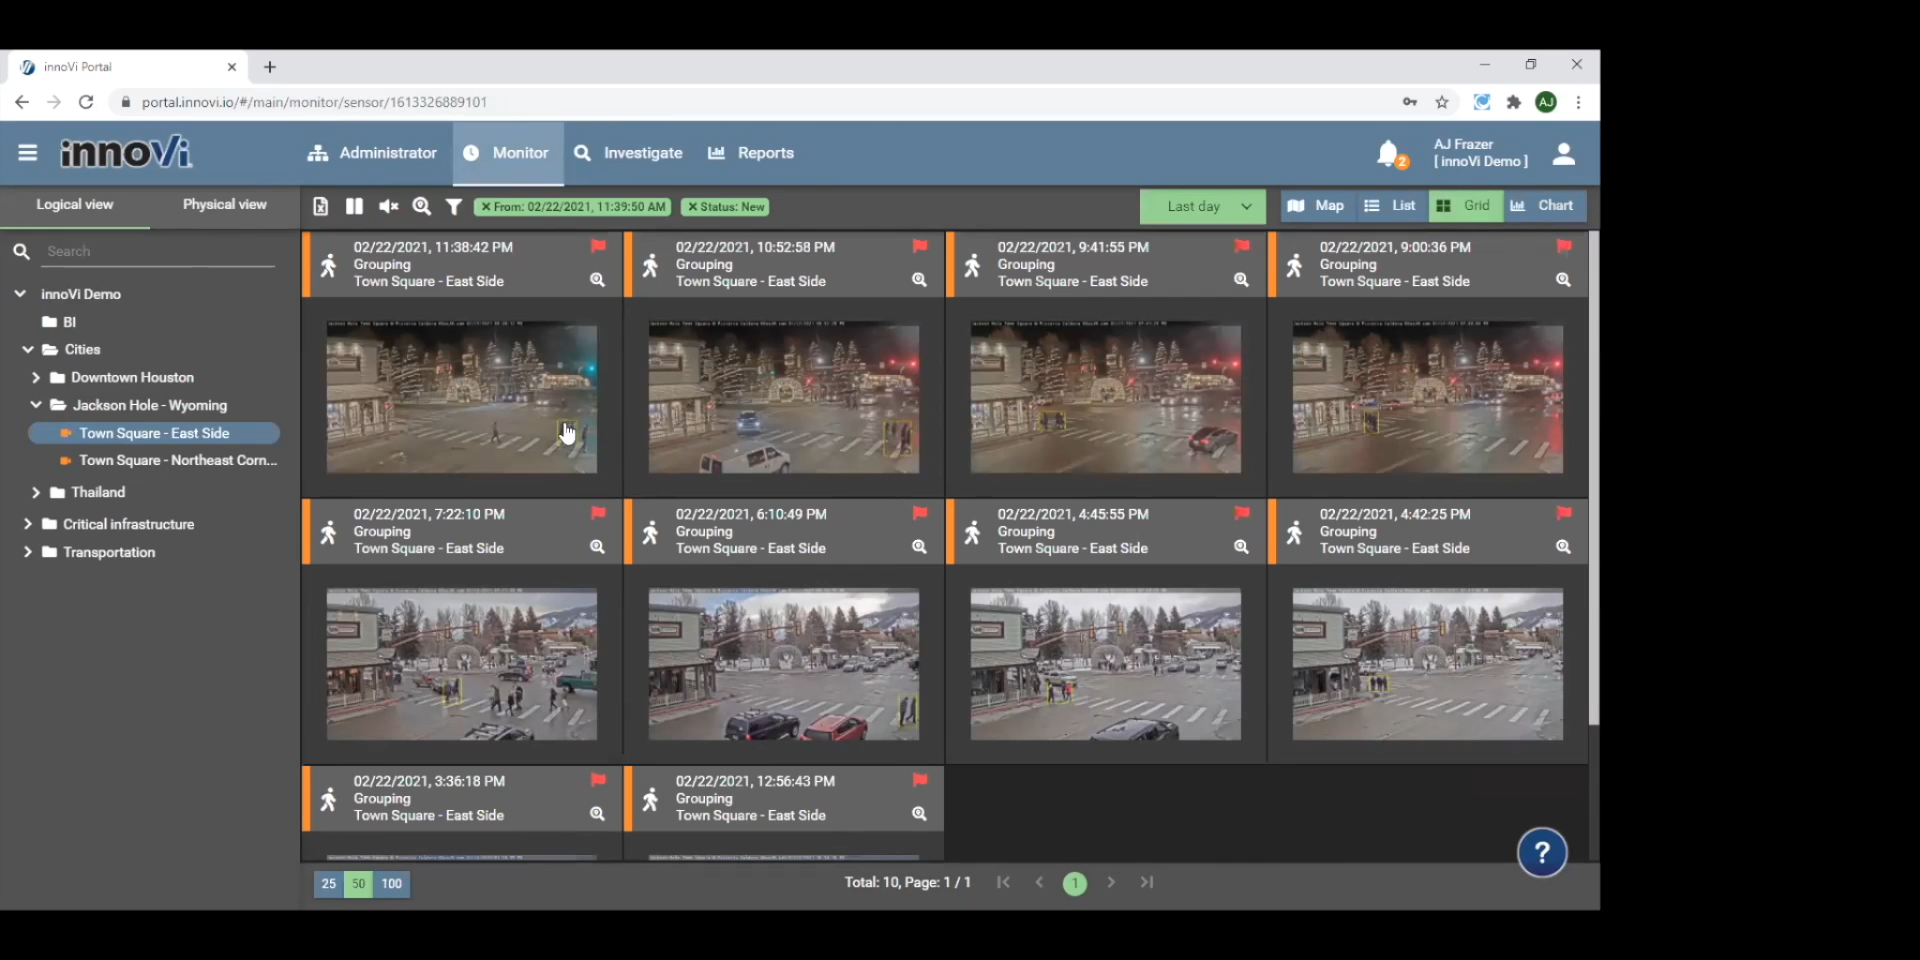 innoVi Portal
portal.innovi.io/#/main/monitor/sensor/1613326889101
AJ
innoVi
Administrator
Monitor
Investigate
Reports
2
AJ Frazer
[ innoVi Demo ]
Logical view
Physical view
From: 02/22/2021, 11:39:50 AM
Status: New
Last day
Map
List
Grid
Chart
Search
innoVi Demo
BI
Cities
Downtown Houston
Jackson Hole - Wyoming
Town Square - East Side
Town Square - Northeast Corn...
Thailand
Critical infrastructure
Transportation
02/22/2021, 11:38:42 PM
Grouping
Town Square - East Side
02/22/2021, 10:52:58 PM
Grouping
Town Square - East Side
02/22/2021, 9:41:55 PM
Grouping
Town Square - East Side
02/22/2021, 9:00:36 PM
Grouping
Town Square - East Side
02/22/2021, 7:22:10 PM
Grouping
Town Square - East Side
02/22/2021, 6:10:49 PM
Grouping
Town Square - East Side
02/22/2021, 4:45:55 PM
Grouping
Town Square - East Side
02/22/2021, 4:42:25 PM
Grouping
Town Square - East Side
02/22/2021, 3:36:18 PM
Grouping
Town Square - East Side
02/22/2021, 12:56:43 PM
Grouping
Town Square - East Side
?
25
50
100
Total: 10, Page: 1 / 1
1